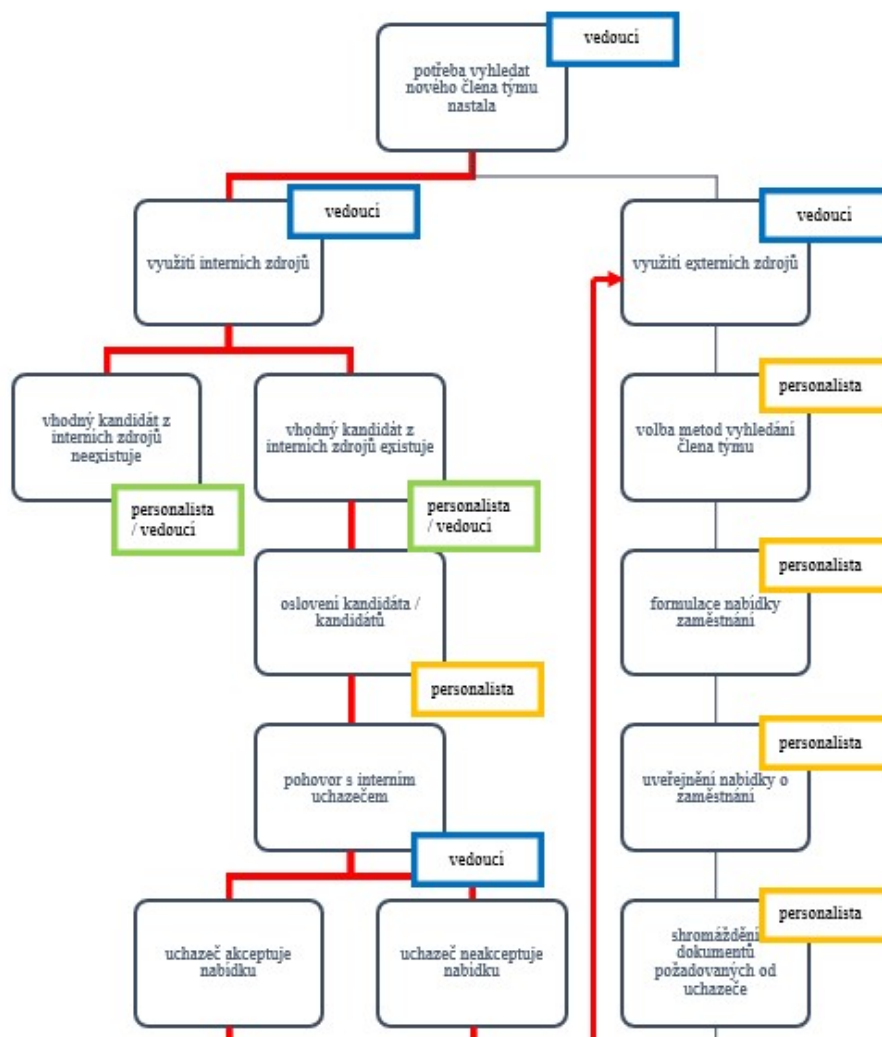 vedoucí
potřeba vyhledat
nového člena týmu
nastala
vedoucí
využití interních zdrojů
vedoucí
využití externích zdrojů
vhodný kandidát z
interních zdrojů
neexistuje
personalista
/ vedoucí
vhodný kandidát z
interních zdrojů existuje
personalista
/ vedoucí
personalista
volba metod vyhledání
člena týmu
oslovení kandidáta /
kandidátů
personalista
personalista
formulace nabídky
zaměstnání
pohovor s interním
uchazečem
vedoucí
personalista
uveřejnění nabídky o
zaměstnání
uchazeč akceptuje
nabídku
uchazeč neakceptuje
nabídku
personalista
shromáždění
dokumentů
požadovaných od
uchazeče